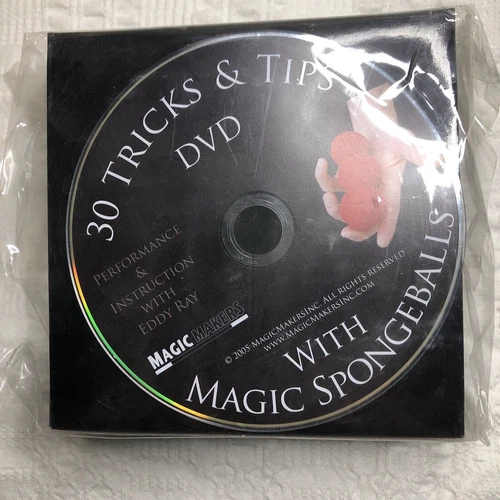 30 TRICKS & TIPS
DVD
PERFORMANCE
&
INSTRUCTION
WITH
EDDY RAY
MAGIC MAKERS
© 2005 MAGICMAKERSINC. ALL RIGHTS RESERVED
WWW.MAGICMAKERSINC.COM
WITH
MAGIC SPONGEBALLS